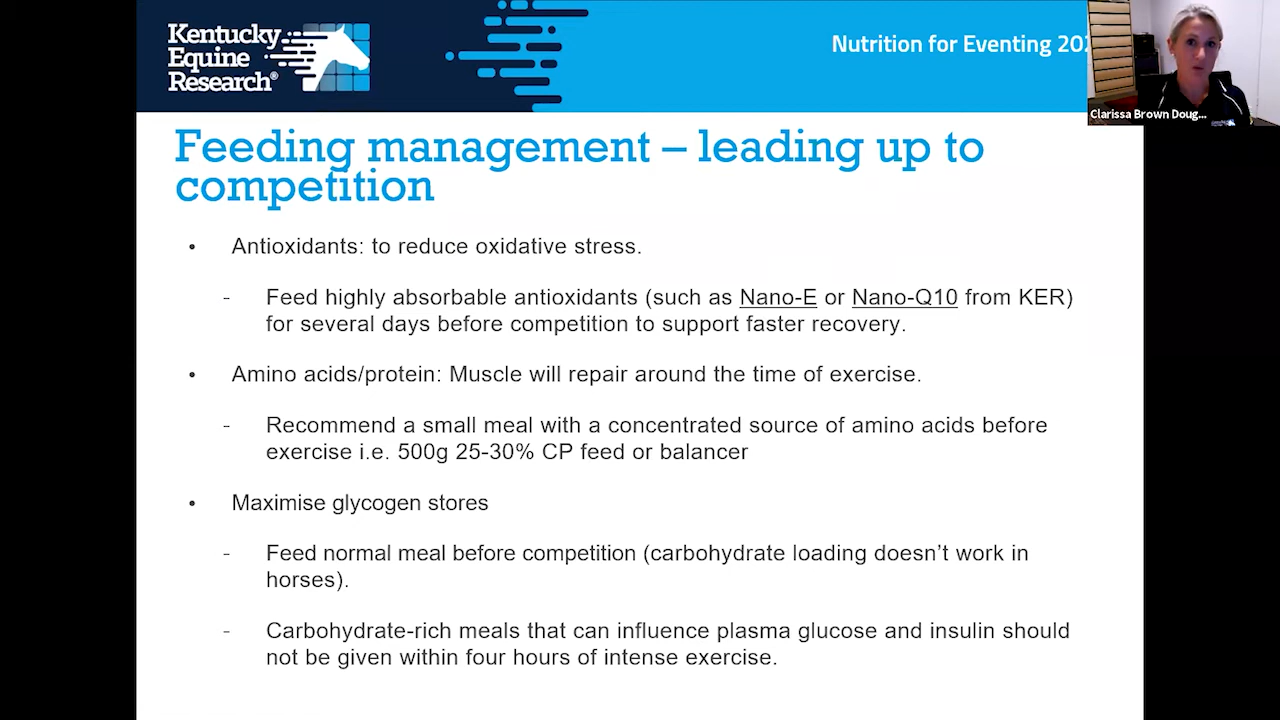 Kentucky
Equine
Research®
Nutrition for Eventing 202
Clarissa Brown Doug...
Feeding management – leading up to
competition
• Antioxidants: to reduce oxidative stress.
- Feed highly absorbable antioxidants (such as Nano-E or Nano-Q10 from KER)
for several days before competition to support faster recovery.
• Amino acids/protein: Muscle will repair around the time of exercise.
- Recommend a small meal with a concentrated source of amino acids before
exercise i.e. 500g 25-30% CP feed or balancer
• Maximise glycogen stores
- Feed normal meal before competition (carbohydrate loading doesn’t work in
horses).
- Carbohydrate-rich meals that can influence plasma glucose and insulin should
not be given within four hours of intense exercise.